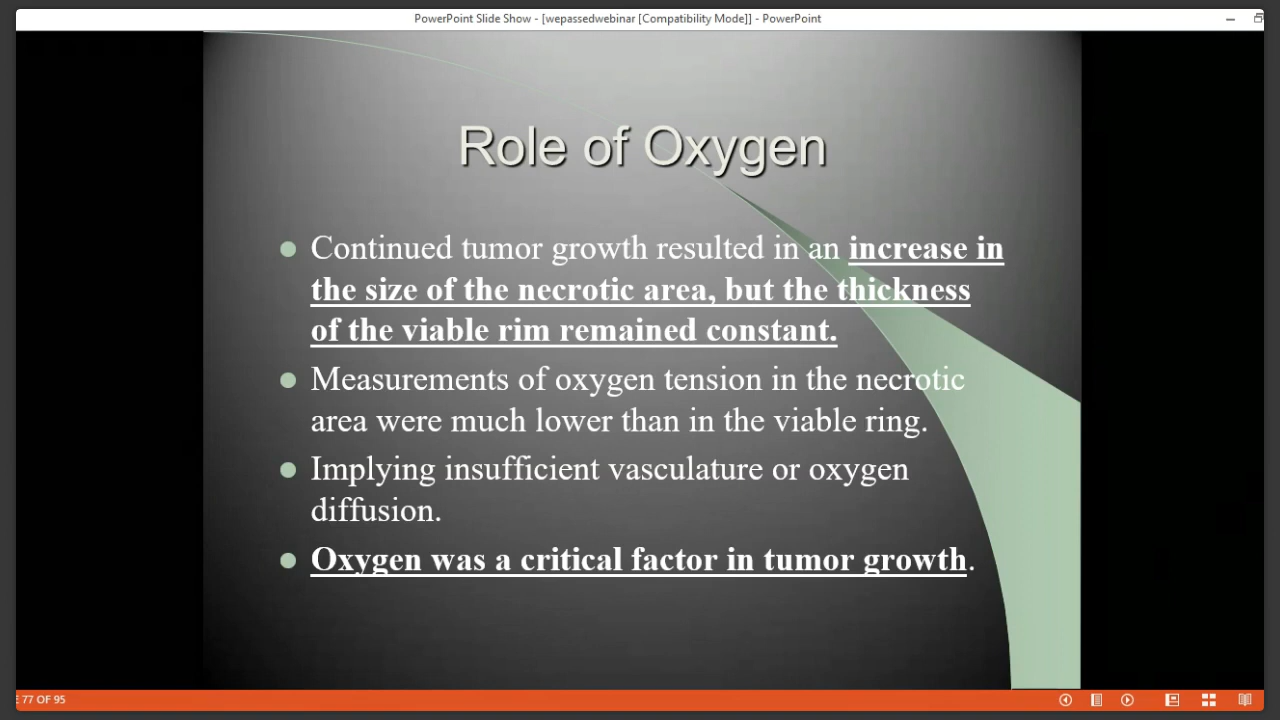 PowerPoint Slide Show - [wepassedwebinar [Compatibility Mode]] - PowerPoint
Role of Oxygen
Continued tumor growth resulted in an increase in
the size of the necrotic area, but the thickness
of the viable rim remained constant.
Measurements of oxygen tension in the necrotic
area were much lower than in the viable ring.
Implying insufficient vasculature or oxygen
diffusion.
Oxygen was a critical factor in tumor growth.
77 OF 95